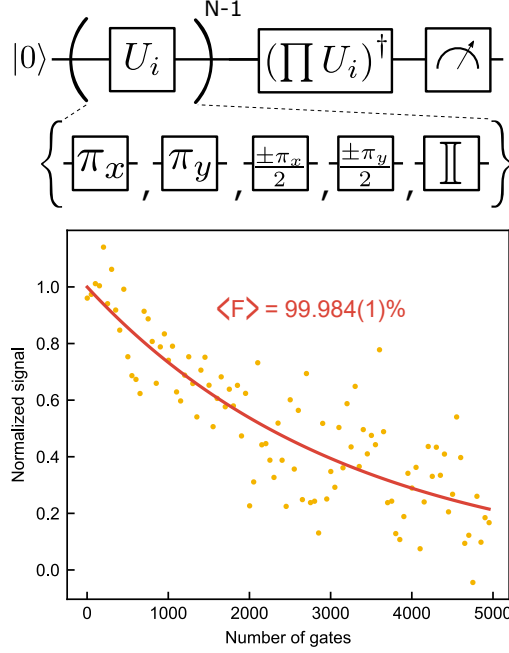 N-1
|0⟩ ( U_i ) (∏ U_i)†
{ π_x , π_y , ±π_x/2 , ±π_y/2 , 𝕀 }
<F> = 99.984(1)%
Normalized signal
1.0
0.8
0.6
0.4
0.2
0.0
0 1000 2000 3000 4000 5000
Number of gates